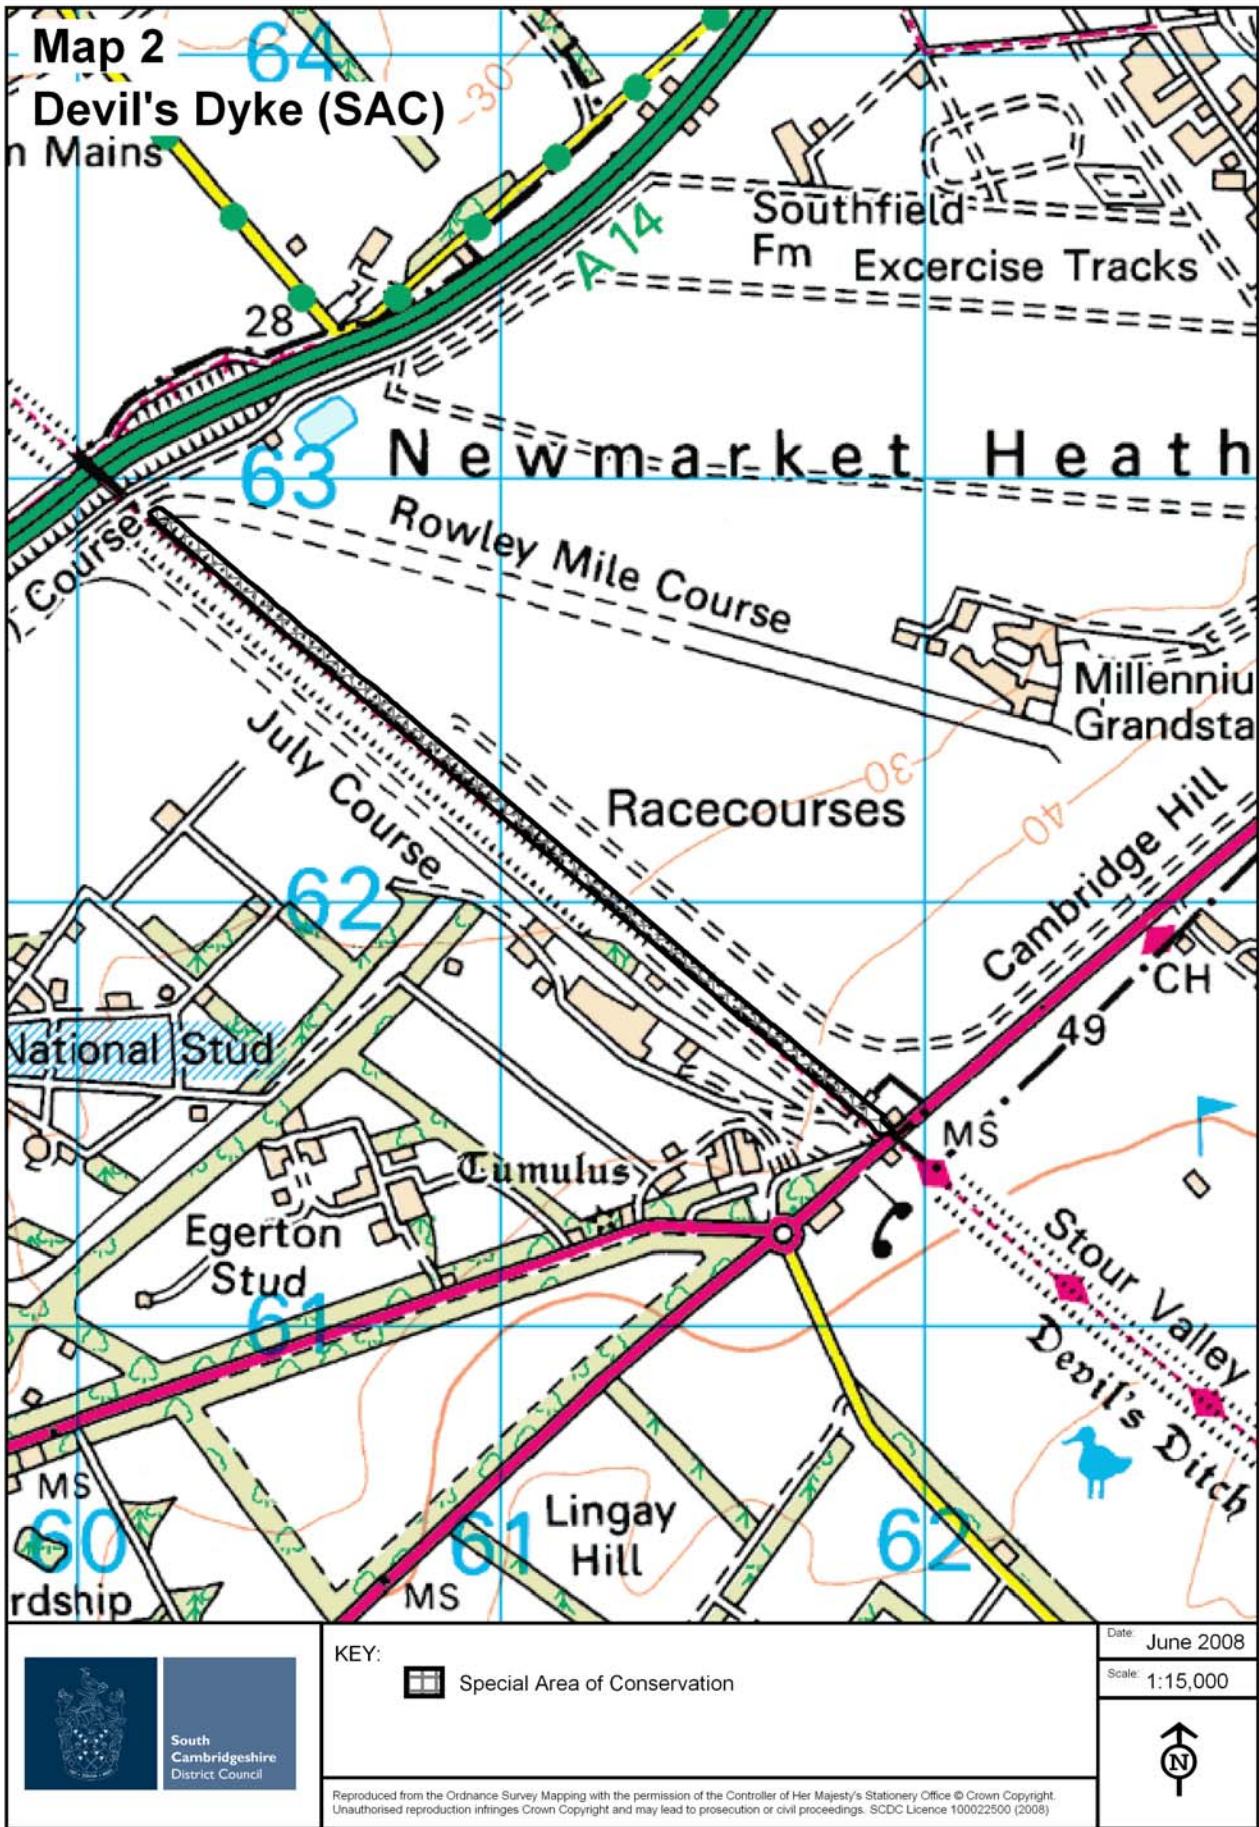 Map 2
64
Devil's Dyke (SAC)
-30-
n Mains
A 14
Southfield
Fm
Excercise Tracks
28
Newmarket Heath
63
Rowley Mile Course
Course
Millenniu
Grandsta
July Course
Racecourses
30
40
Cambridge Hill
62
CH
49
National Stud
MS
Tumulus
Egerton
Stud
Stour Valley
61
Devil's Ditch
MS
60
61
62
Lingay
Hill
rdship
MS
KEY:
Special Area of Conservation
Date: June 2008
Scale: 1:15,000
N
South
Cambridgeshire
District Council
Reproduced from the Ordnance Survey Mapping with the permission of the Controller of Her Majesty's Stationery Office © Crown Copyright.
Unauthorised reproduction infringes Crown Copyright and may lead to prosecution or civil proceedings. SCDC Licence 100022500 (2008)